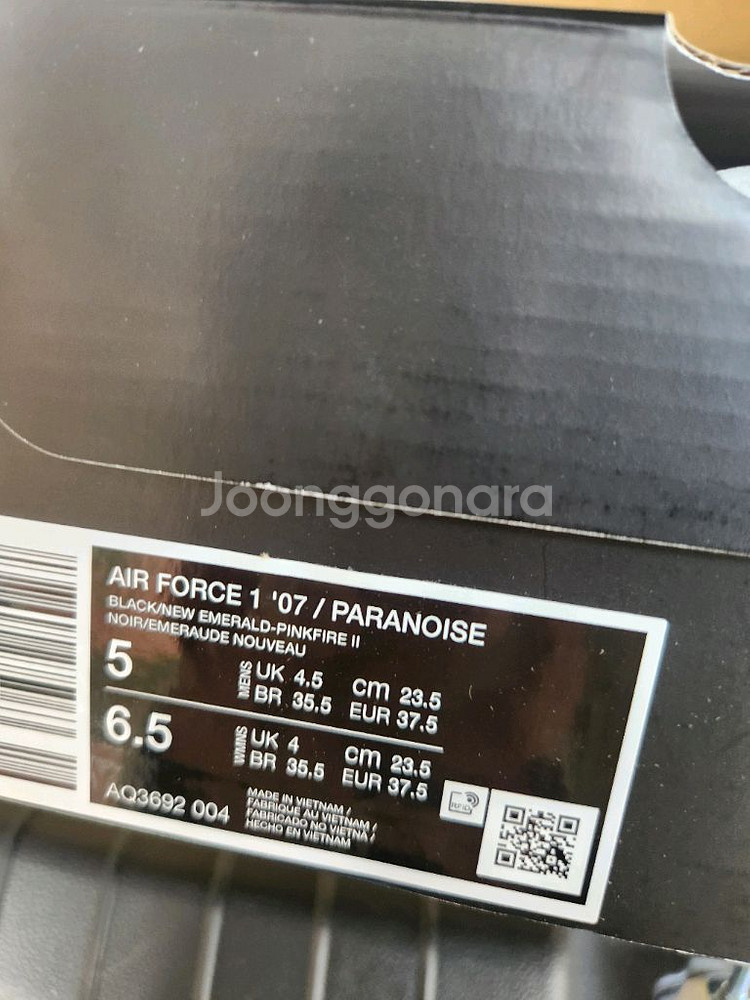 Joonggonara
AIR FORCE 1 '07 / PARANOISE
BLACK/NEW EMERALD-PINKFIRE II
NOIR/EMERAUDE NOUVEAU
5
MENS
UK 4.5 cm 23.5
BR 35.5 EUR 37.5
6.5
WMNS
UK 4 cm 23.5
BR 35.5 EUR 37.5
AQ3692 004
MADE IN VIETNAM /
FABRIQUE AU VIETNAM /
FABRICADO NO VIETNÃ /
HECHO EN VIETNAM
RFID